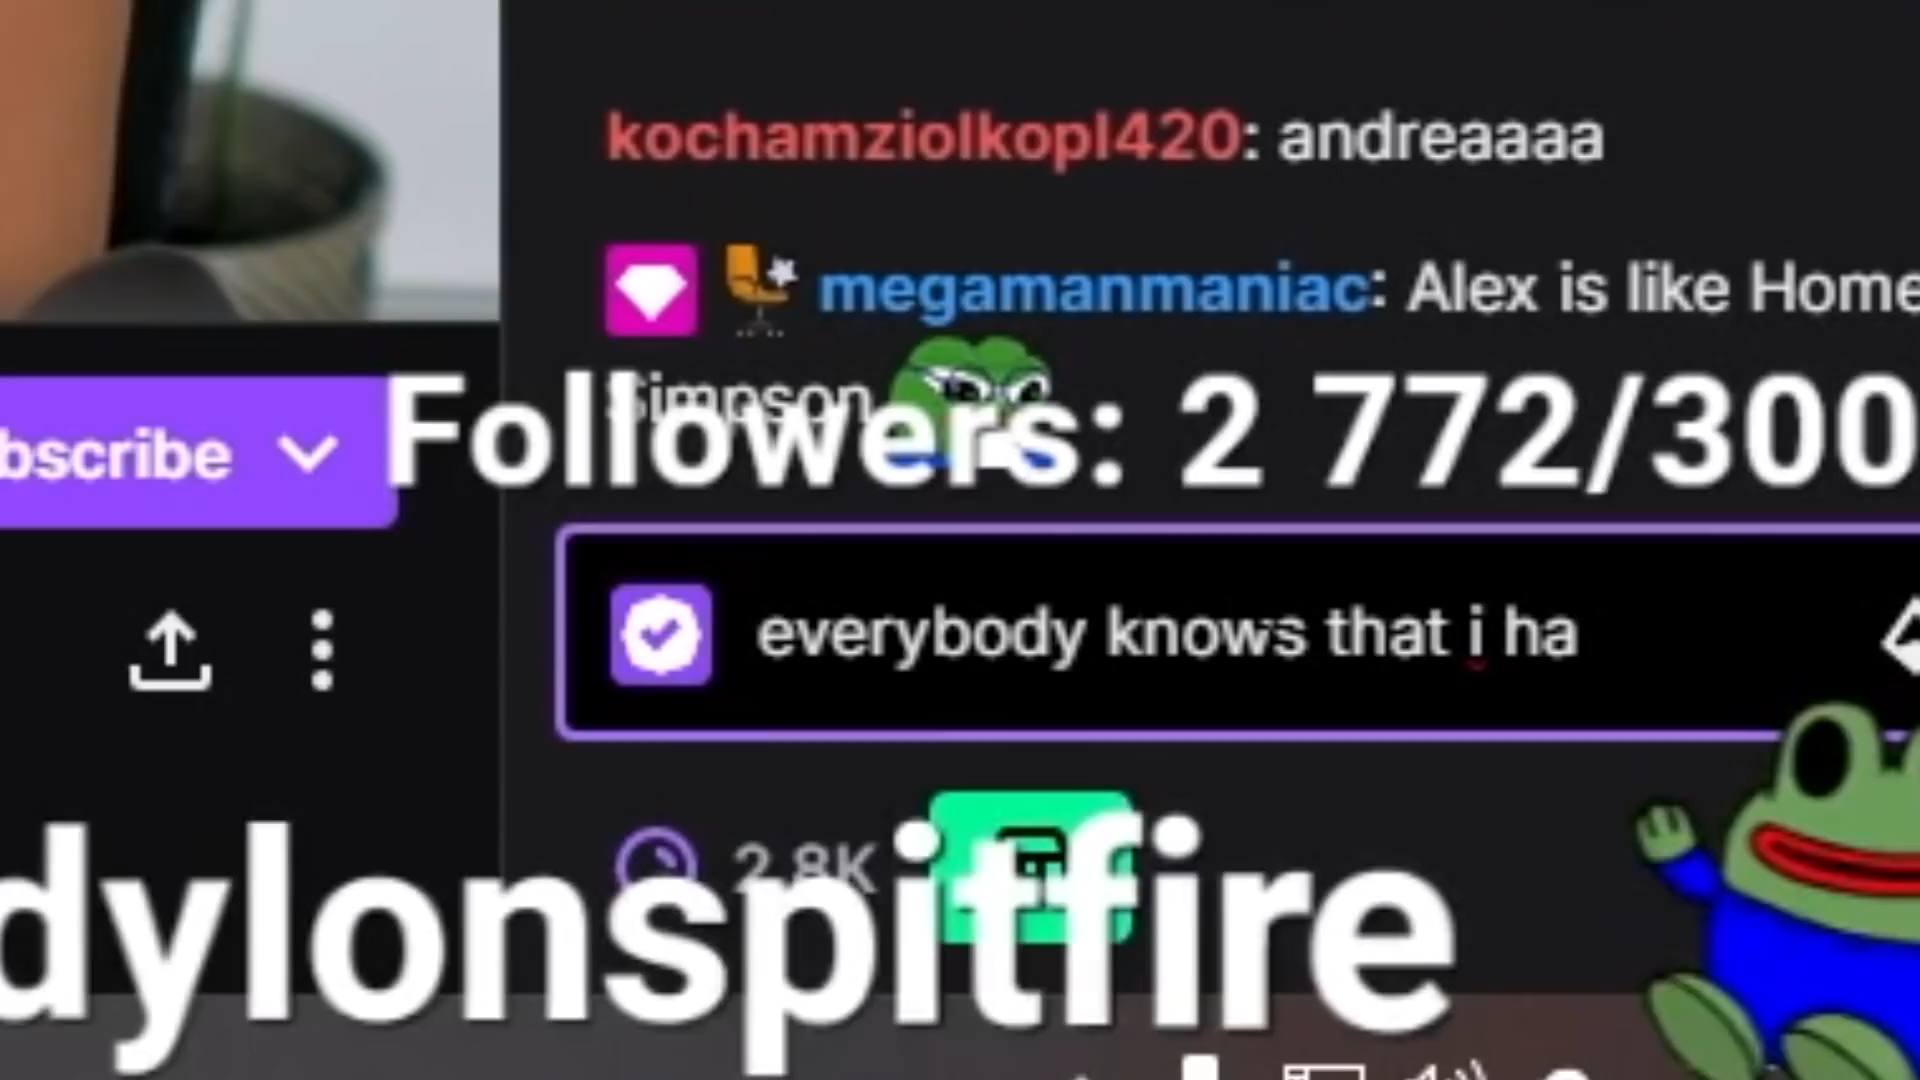 kochamziolkopl420: andreaaaa
megamanmaniac: Alex is like Home
Simpson
bscribe
Followers: 2 772/300
everybody knows that i ha
2.8K
dylonspitfire